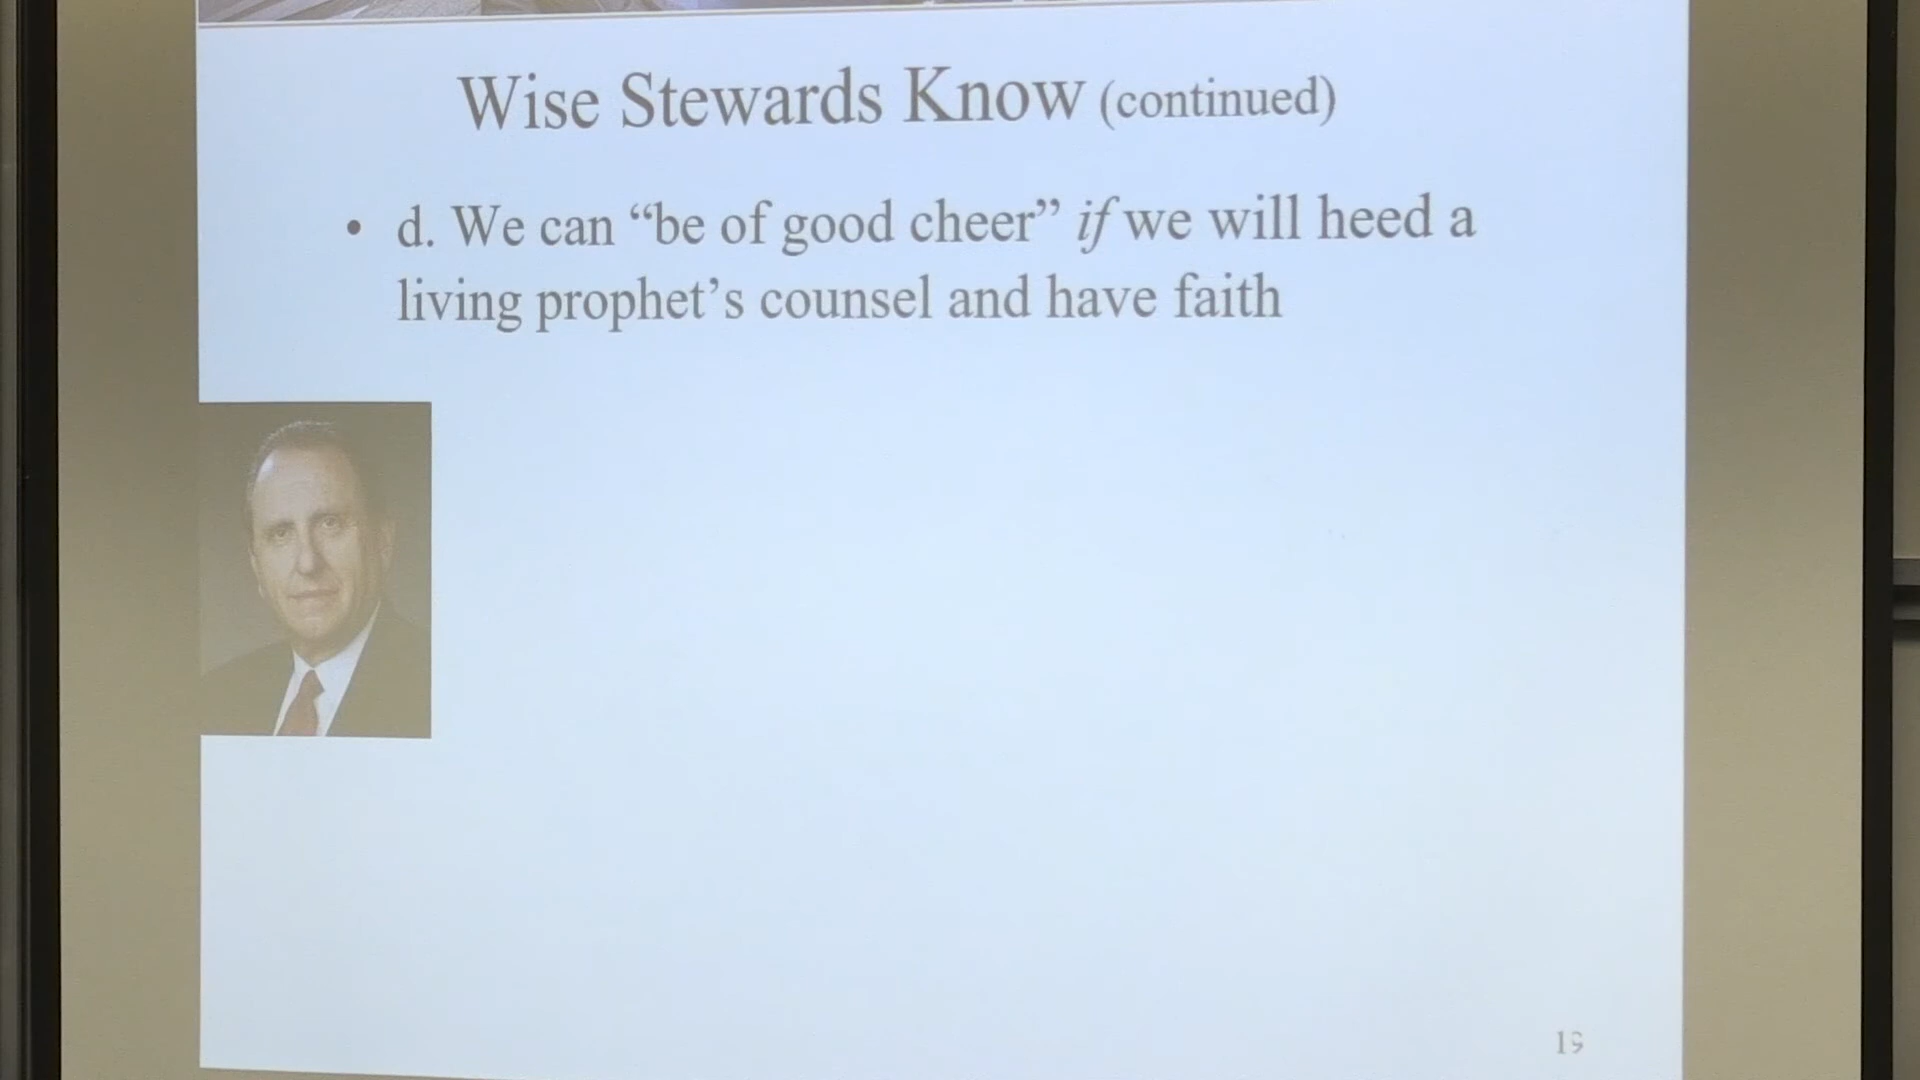 Wise Stewards Know (continued)
• d. We can “be of good cheer” if we will heed a
living prophet’s counsel and have faith